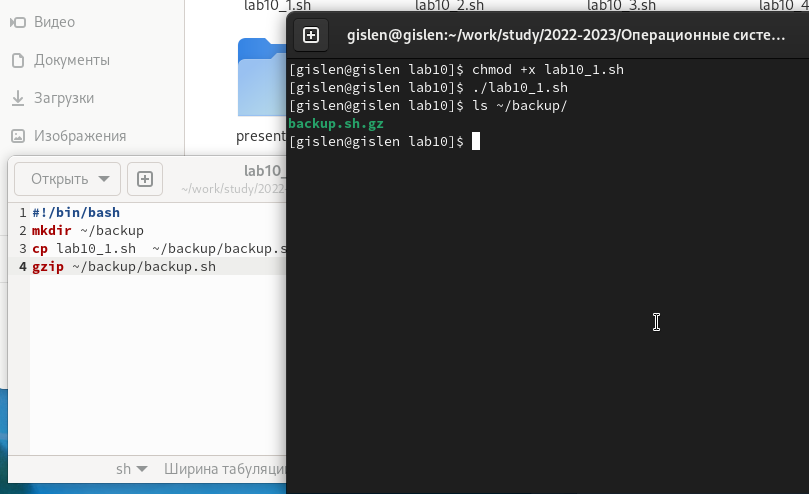 lab10_1.sh
lab10_2.sh
lab10_3.sh
lab10_4
Видео
Документы
Загрузки
Изображения
present
gislen@gislen:~/work/study/2022-2023/Операционные систе...
[gislen@gislen lab10]$ chmod +x lab10_1.sh
[gislen@gislen lab10]$ ./lab10_1.sh
[gislen@gislen lab10]$ ls ~/backup/
backup.sh.gz
[gislen@gislen lab10]$
Открыть
lab10_
~/work/study/2022-
1 #!/bin/bash
2 mkdir ~/backup
3 cp lab10_1.sh  ~/backup/backup.s
4 gzip ~/backup/backup.sh
sh
Ширина табуляци